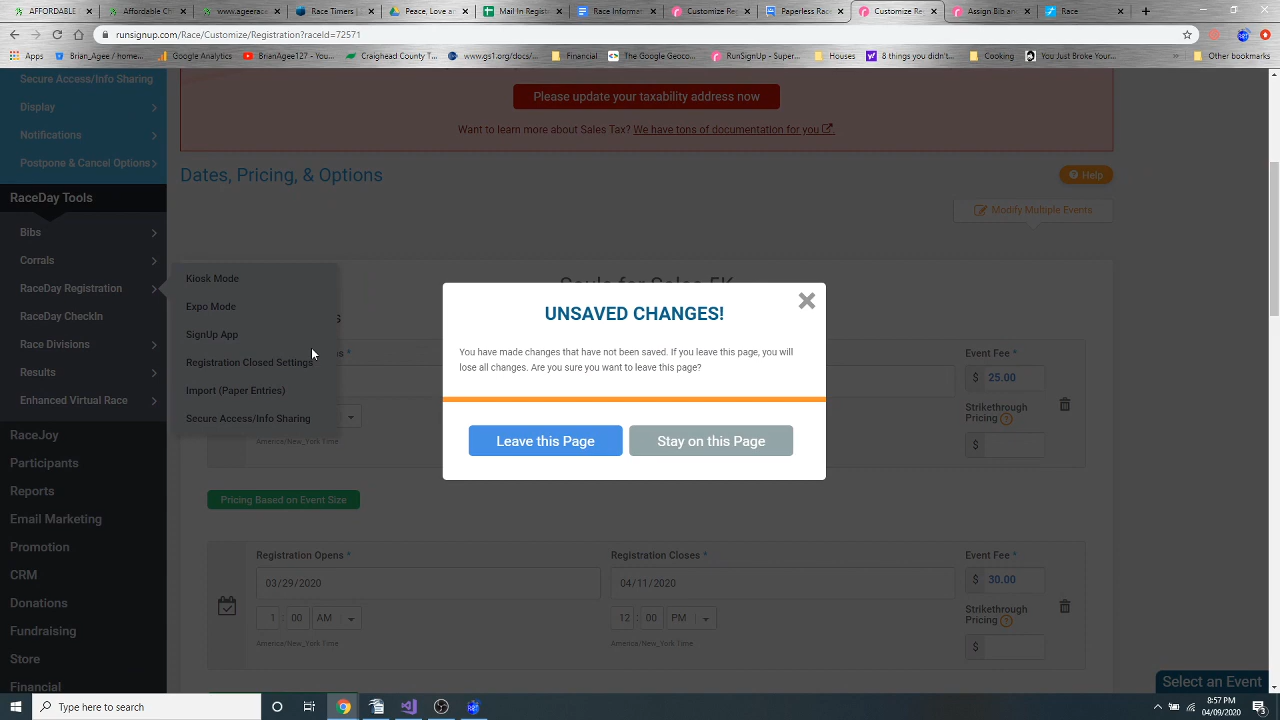 Customize
RunSignup
runsignup.com/Race/Customize/Registration?raceId=72571
Apps
BrianJAgee
Other_Agee
Google Analytics
BrianAgee127 - You...
Craighead County...
www.gs1.org/docs/...
Financial
The Google Cemet...
RunSignUp - Super...
Yahoo
8 things you didn't...
Cooking
You Just Broke Your...
Other bookmarks
Secure Access/Info Sharing
Please update your taxability address now
Display
Want to learn more about Sales Tax? We have tons of documentation for you.
Notifications
Postpone & Cancel Options
Dates, Pricing, & Options
Help
RaceDay Tools
Modify Multiple Events
Bibs
Corrals
Kiosk Mode
RaceDay Registration
Expo Mode
UNSAVED CHANGES!
RaceDay CheckIn
SignUp App
Race Divisions
You have made changes that have not been saved. If you leave this page, you will
lose all changes. Are you sure you want to leave this page?
Event Fee *
Registration Closed Settings
Results
$ 25.00
Import (Paper Entries)
Enhanced Virtual Race
Strikethrough
Pricing
Secure Access/Info Sharing
RaceJoy
America/New_York Time
Leave this Page
Stay on this Page
$
Participants
Reports
Pricing Based on Event Size
Email Marketing
Promotion
Registration Opens *
Registration Closes *
Event Fee *
CRM
03/29/2020
04/11/2020
$ 30.00
Donations
1 : 00 AM
12 : 00 PM
Strikethrough
Pricing
Fundraising
America/New_York Time
America/New_York Time
$
Store
Financial
Select an Event
Type here to search
8:57 PM
04/09/2020